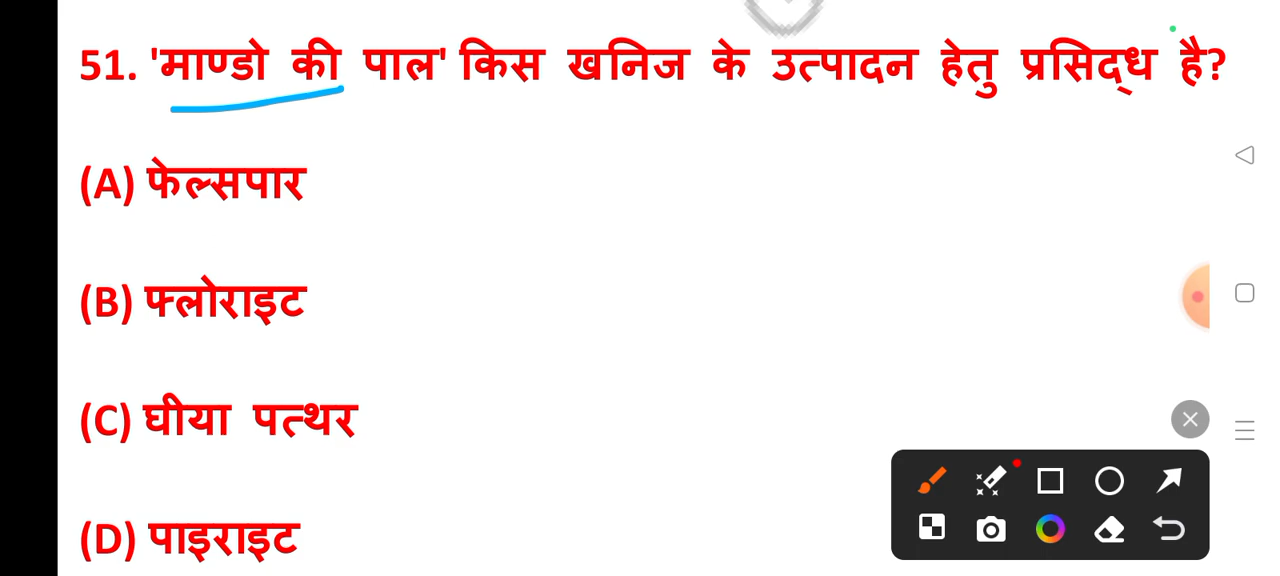 51. 'माण्डो की पाल' किस खनिज के उत्पादन हेतु प्रसिद्ध है?
(A) फेल्सपार
(B) फ्लोराइट
(C) घीया पत्थर
(D) पाइराइट